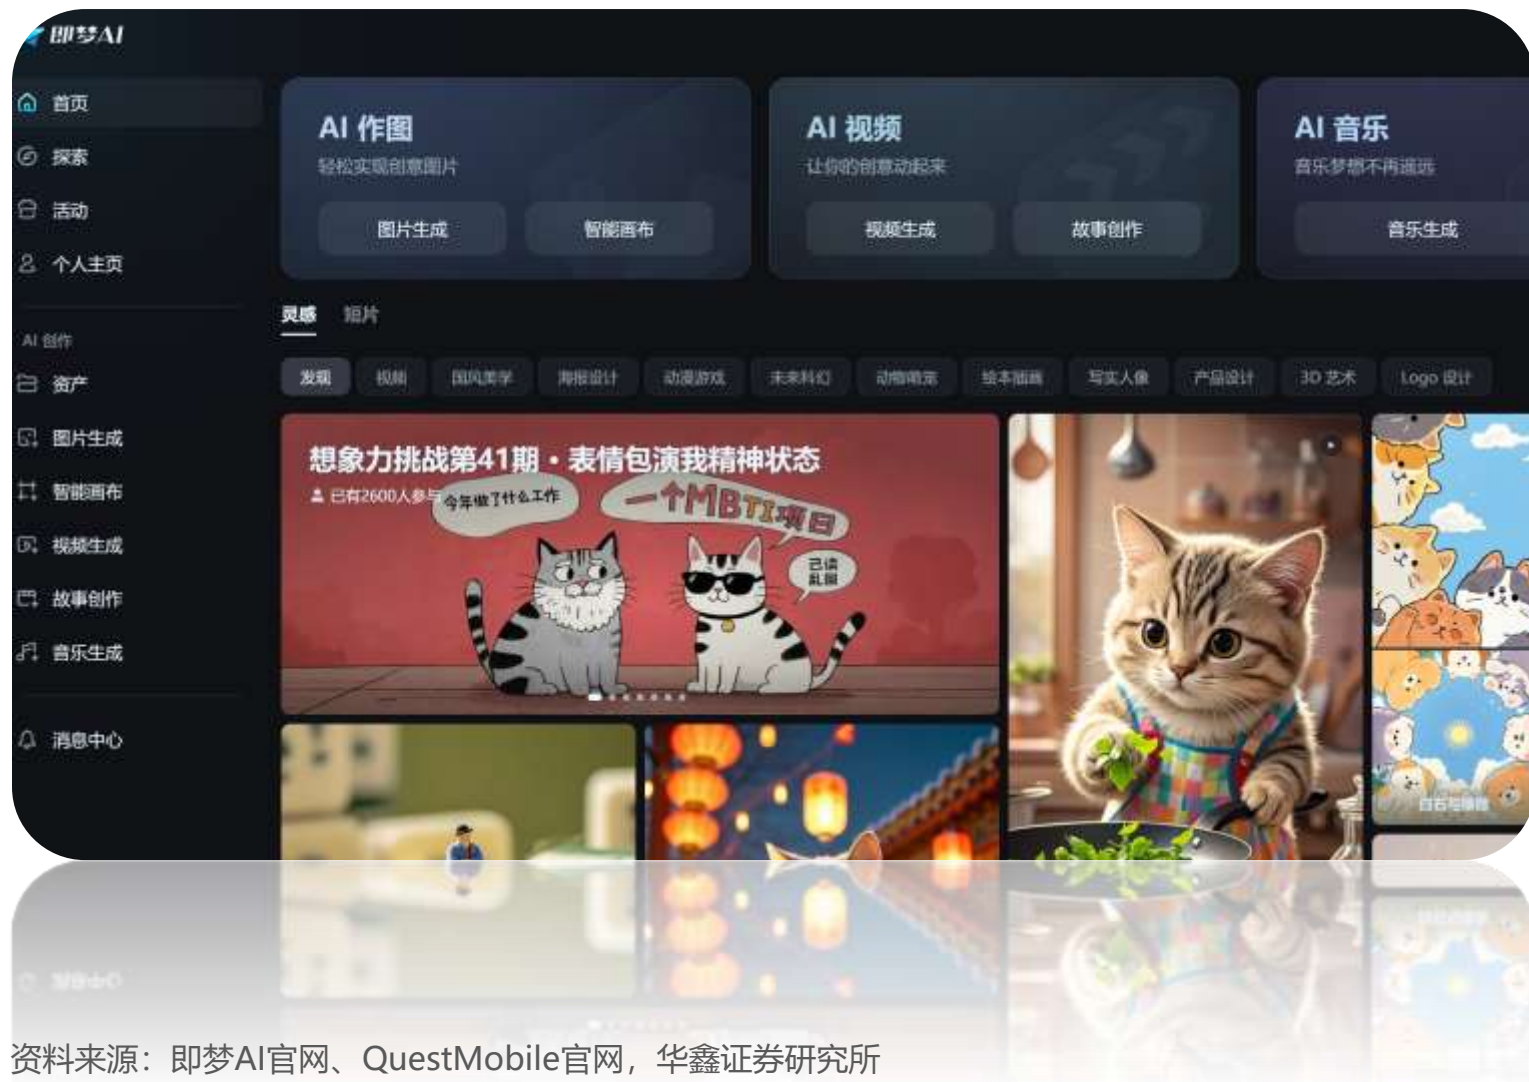 即梦AI
首页
探索
活动
个人主页
AI 创作
资产
图片生成
智能画布
视频生成
故事创作
音乐生成
消息中心
AI 作图
轻松实现创意图片
图片生成
智能画布
AI 视频
让你的创意动起来
视频生成
故事创作
AI 音乐
音乐梦想不再遥远
音乐生成
灵感 短片
发现 视频 国风美学 海报设计 动漫游戏 未来科幻 动物萌宠 绘本插画 写实人像 产品设计 3D 艺术 Logo 设计
想象力挑战第41期·表情包演我精神状态
已有2600人参与
今年做了什么工作
一个MBTI项目
已读
乱回
资料来源：即梦AI官网、QuestMobile官网，华鑫证券研究所